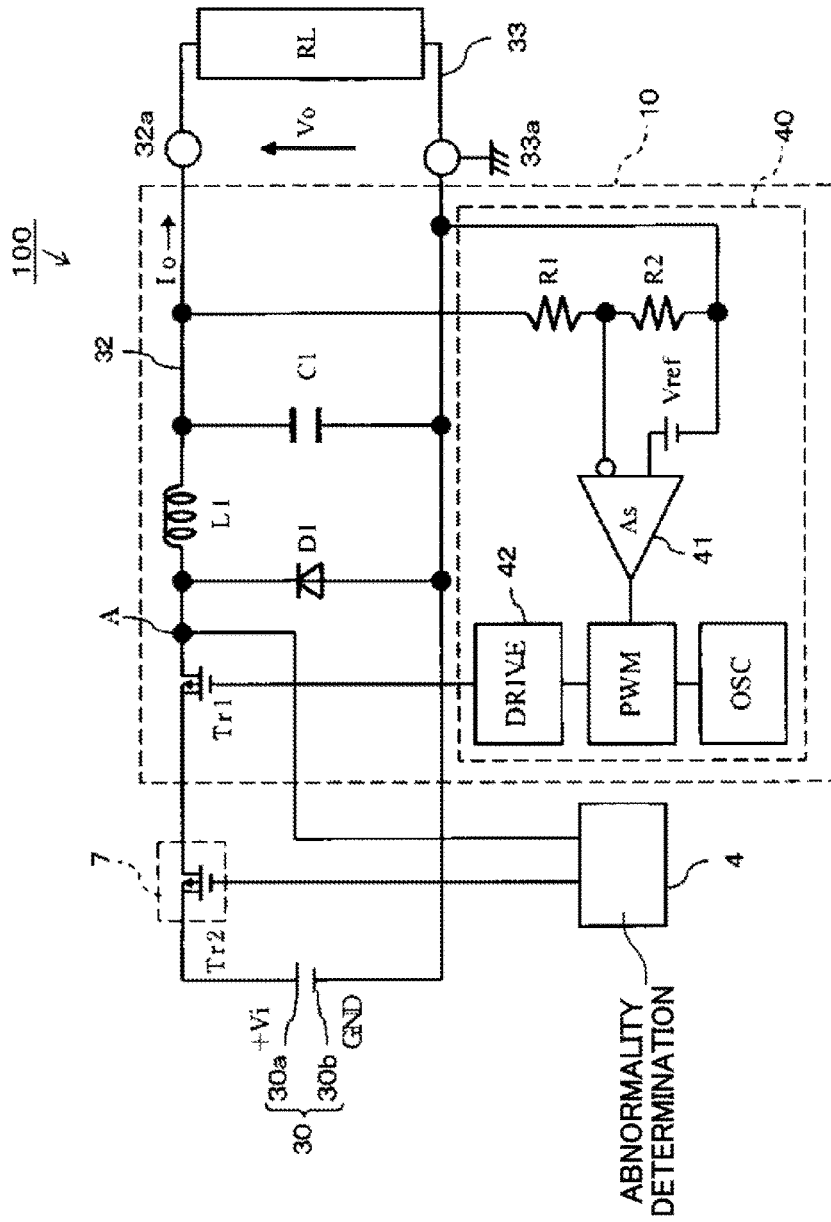 100
7
Tr2
+Vi
30a
30
30b
GND
Tr1
A
32
L1
D1
C1
Io
32a
Vo
RL
33
33a
10
40
R1
R2
Vref
As
41
42
DRIVE
PWM
OSC
4
ABNORMALITY
DETERMINATION